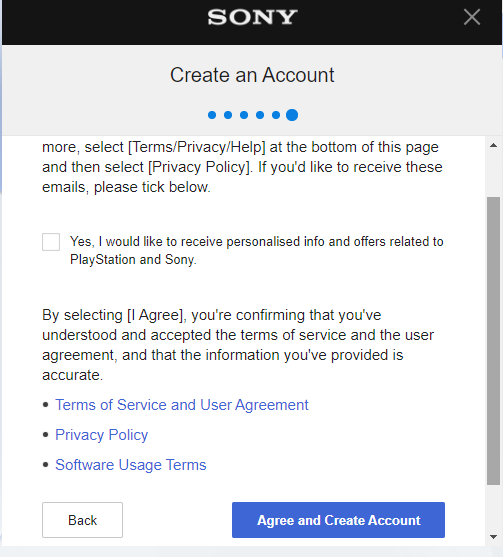 SONY
Create an Account
more, select [Terms/Privacy/Help] at the bottom of this page
and then select [Privacy Policy]. If you'd like to receive these
emails, please tick below.
Yes, I would like to receive personalised info and offers related to
PlayStation and Sony.
By selecting [I Agree], you're confirming that you've
understood and accepted the terms of service and the user
agreement, and that the information you've provided is
accurate.
• Terms of Service and User Agreement
• Privacy Policy
• Software Usage Terms
Back
Agree and Create Account